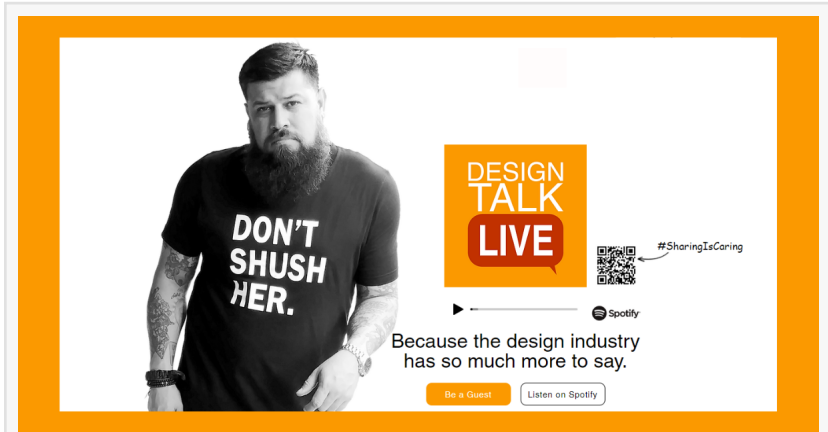 DON'T
SHUSH
HER.
DESIGN
TALK
LIVE
#SharingIsCaring
Spotify
Because the design industry
has so much more to say.
Be a Guest
Listen on Spotify